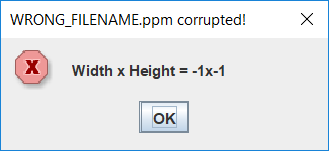 WRONG_FILENAME.ppm corrupted!
X
Width x Height = -1x-1
OK